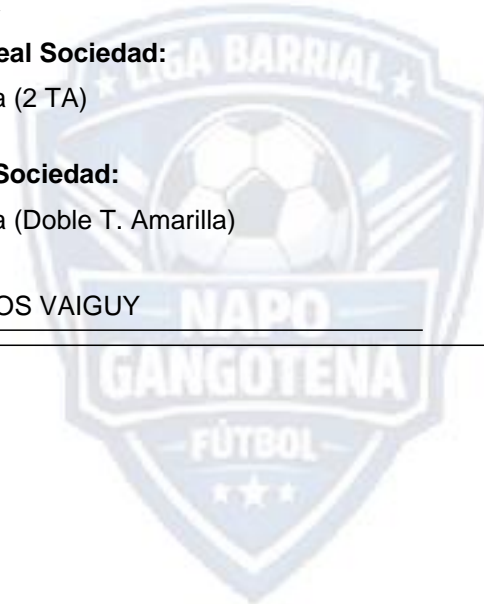 eal Sociedad:
a (2 TA)
LIGA BARRIAL
Sociedad:
a (Doble T. Amarilla)
OS VAIGUY
NAPO
GANGOTENA
FÚTBOL